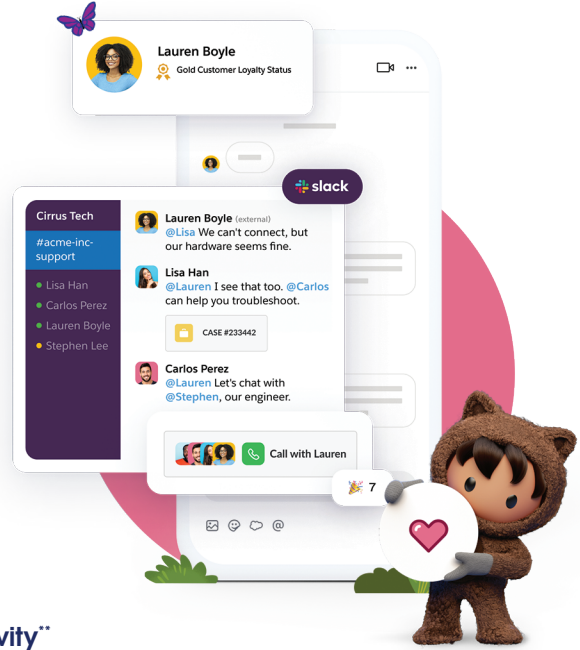 Lauren Boyle
Gold Customer Loyalty Status
slack
Cirrus Tech
#acme-inc-
support
Lisa Han
Carlos Perez
Lauren Boyle
Stephen Lee
Lauren Boyle (external)
@Lisa We can't connect, but
our hardware seems fine.
Lisa Han
@Lauren I see that too. @Carlos
can help you troubleshoot.
CASE #233442
Carlos Perez
@Lauren Let's chat with
@Stephen, our engineer.
Call with Lauren
7
@
vity**